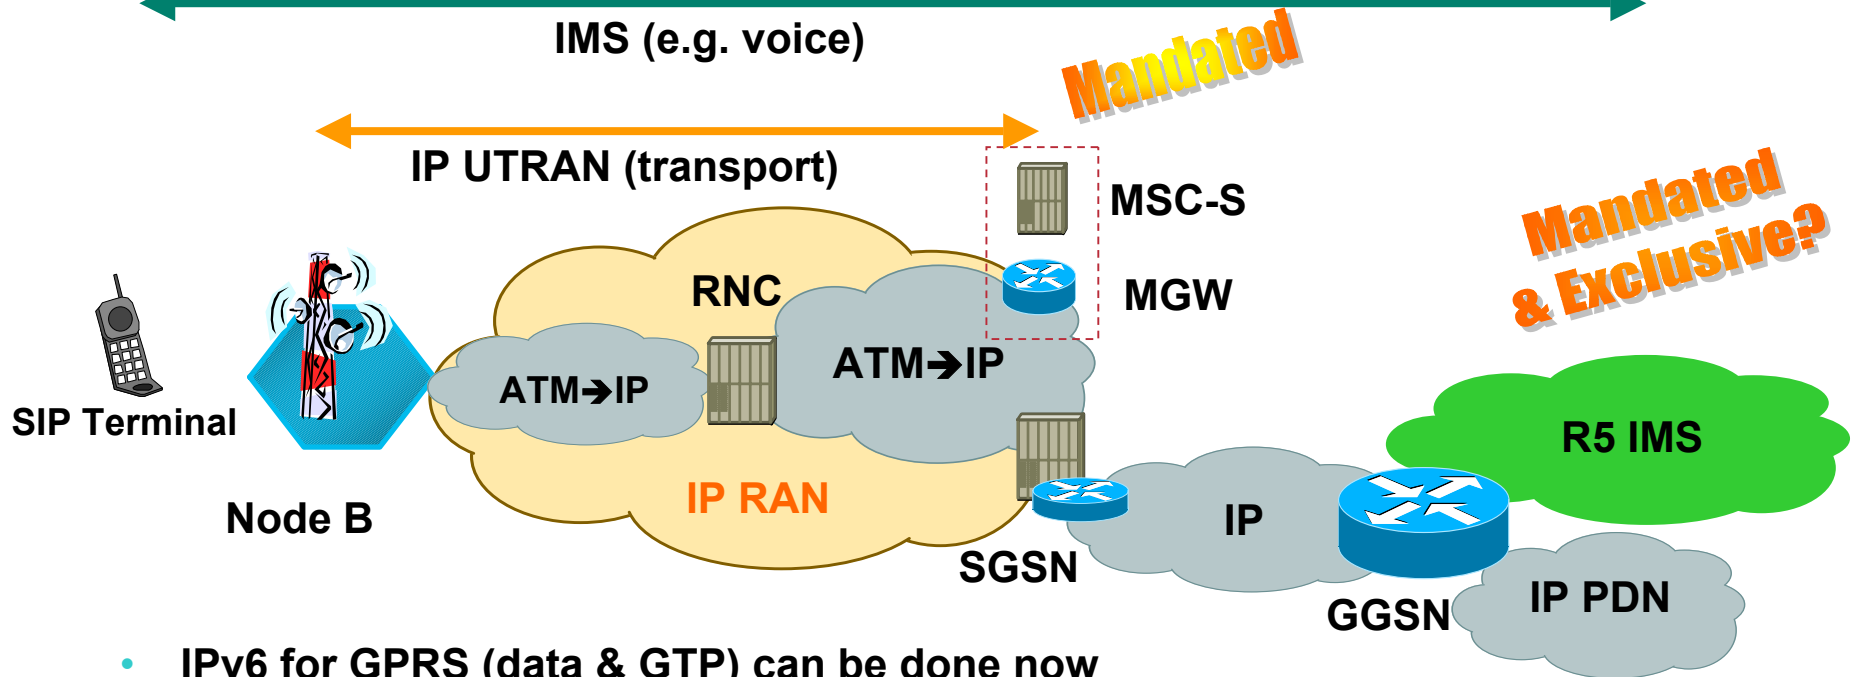 IMS (e.g. voice)
Mandated
IP UTRAN (transport)
MSC-S
Mandated
& Exclusive?
RNC
MGW
ATM➔IP
ATM➔IP
SIP Terminal
R5 IMS
IP RAN
Node B
IP
SGSN
IP PDN
GGSN
• IPv6 for GPRS (data & GTP) can be done now